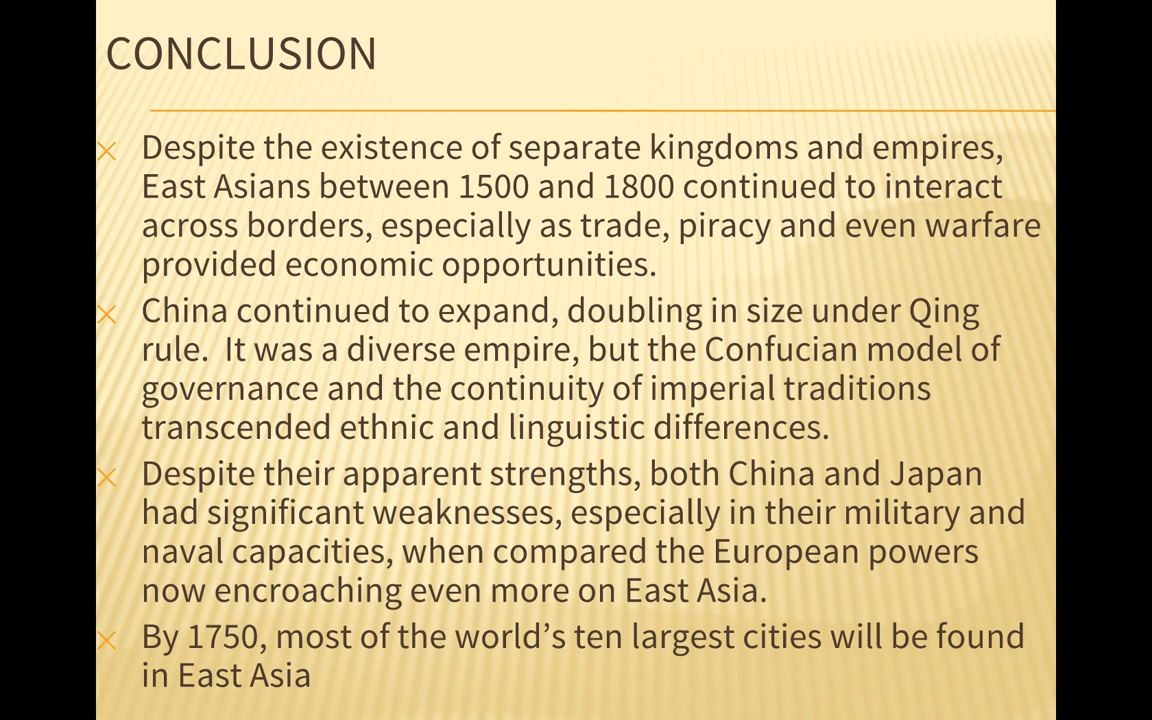 CONCLUSION
Despite the existence of separate kingdoms and empires,
East Asians between 1500 and 1800 continued to interact
across borders, especially as trade, piracy and even warfare
provided economic opportunities.
China continued to expand, doubling in size under Qing
rule.  It was a diverse empire, but the Confucian model of
governance and the continuity of imperial traditions
transcended ethnic and linguistic differences.
Despite their apparent strengths, both China and Japan
had significant weaknesses, especially in their military and
naval capacities, when compared the European powers
now encroaching even more on East Asia.
By 1750, most of the world’s ten largest cities will be found
in East Asia